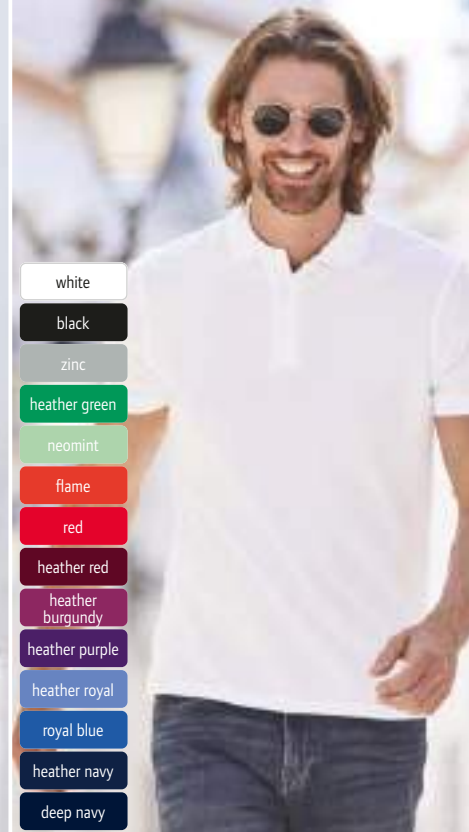 white
black
zinc
heather green
neomint
flame
red
heather red
heather
burgundy
heather purple
heather royal
royal blue
heather navy
deep navy